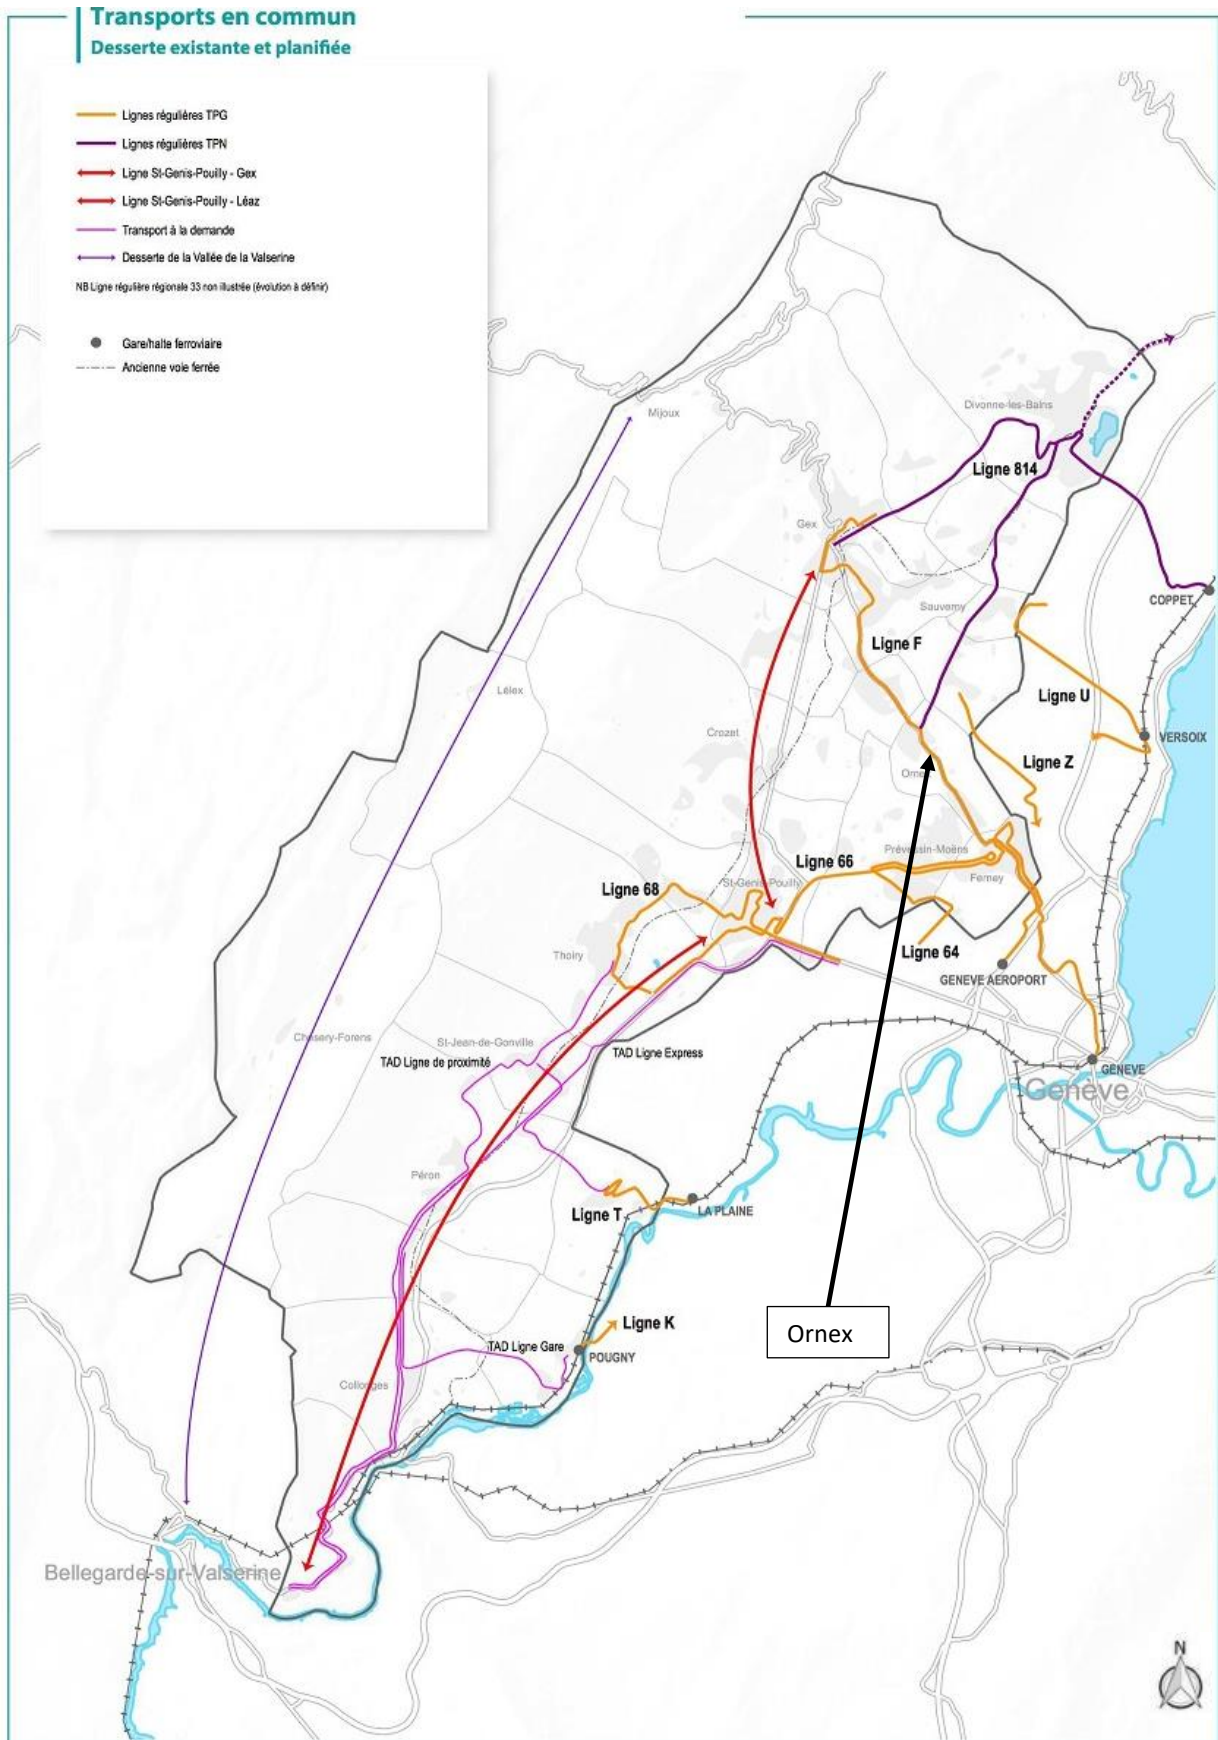 Transports en commun
Desserte existante et planifiée
Lignes régulières TPG
Lignes régulières TPN
Ligne St-Genis-Pouilly - Gex
Ligne St-Genis-Pouilly - Léaz
Transport à la demande
Desserte de la Vallée de la Valserine
NB Ligne régulière régionale 33 non illustrée (évolution à définir)
Gare/halte ferroviaire
Ancienne voie ferrée
Mijoux
Divonne-les-Bains
Ligne 814
Gex
COPPET
Sauverny
Ligne F
Lélex
Ligne U
Crozet
VERSOIX
Ligne Z
Ornex
Prévessin-Moëns
Ligne 66
Ferney
St-Genis-Pouilly
Ligne 68
Ligne 64
Thoiry
GENEVE AEROPORT
Chésery-Forens
St-Jean-de-Gonville
TAD Ligne Express
TAD Ligne de proximité
GENEVE
Genève
Péron
LA PLAINE
Ligne T
Ligne K
Ornex
TAD Ligne Gare
POUGNY
Collonges
Bellegarde-sur-Valserine
N